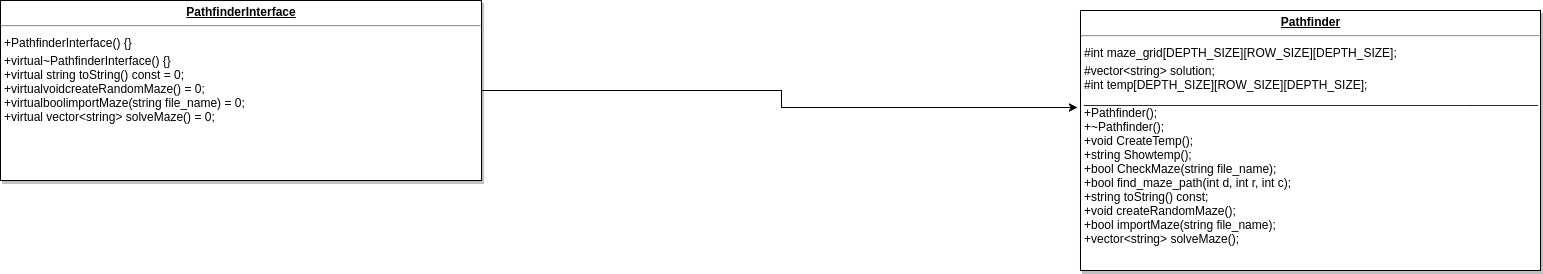 PathfinderInterface
+PathfinderInterface() {}
+virtual~PathfinderInterface() {}
+virtual string toString() const = 0;
+virtualvoidcreateRandomMaze() = 0;
+virtualboolimportMaze(string file_name) = 0;
+virtual vector<string> solveMaze() = 0;
Pathfinder
#int maze_grid[DEPTH_SIZE][ROW_SIZE][DEPTH_SIZE];
#vector<string> solution;
#int temp[DEPTH_SIZE][ROW_SIZE][DEPTH_SIZE];
+Pathfinder();
+~Pathfinder();
+void CreateTemp();
+string Showtemp();
+bool CheckMaze(string file_name);
+bool find_maze_path(int d, int r, int c);
+string toString() const;
+void createRandomMaze();
+bool importMaze(string file_name);
+vector<string> solveMaze();